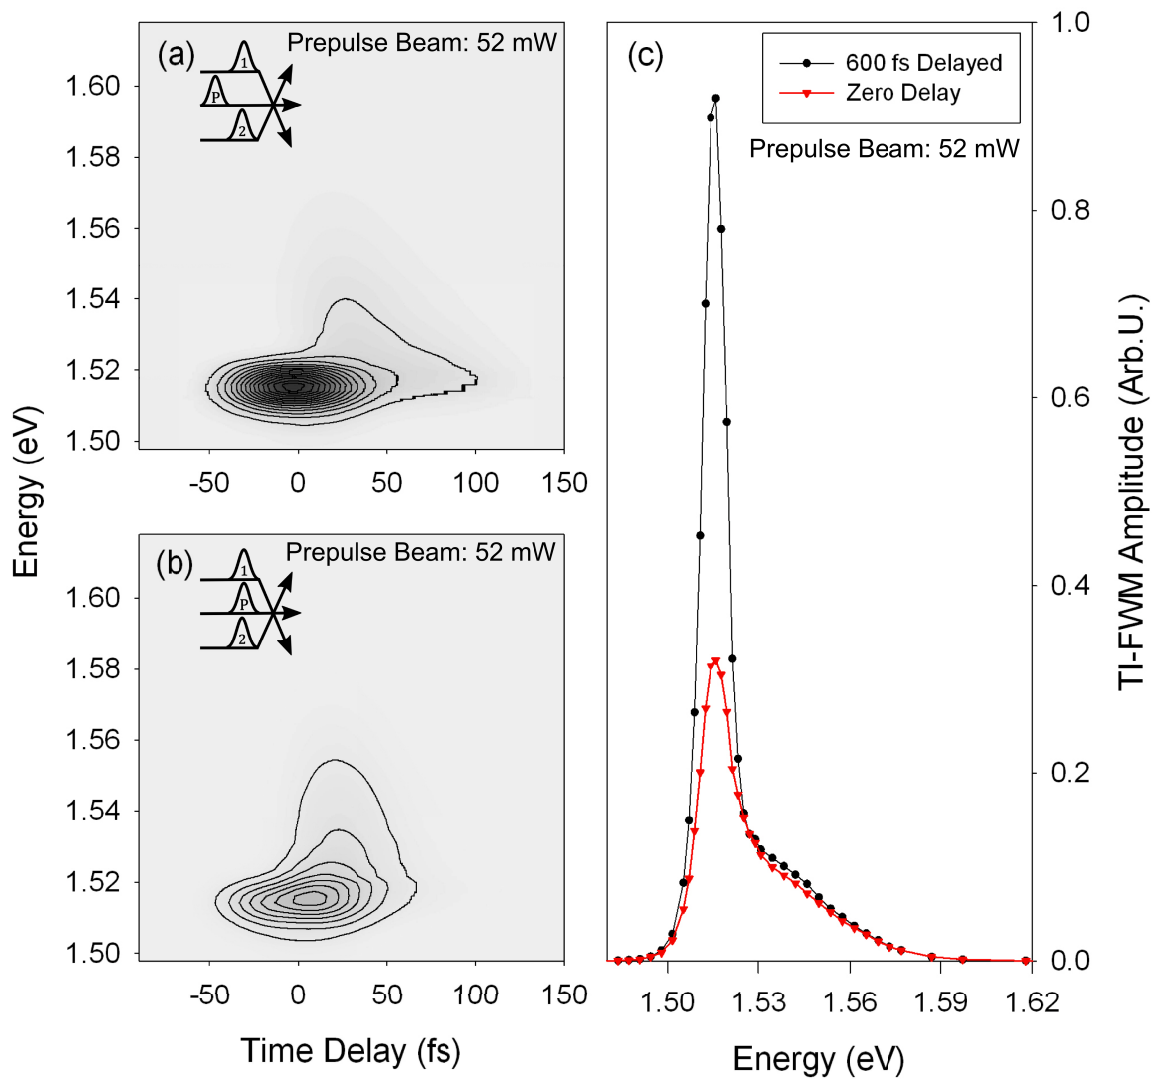 (a)
Prepulse Beam: 52 mW
1
P
2
1.60
1.58
1.56
1.54
1.52
1.50
-50 0 50 100 150
Energy (eV)
(b)
Prepulse Beam: 52 mW
1
P
2
1.60
1.58
1.56
1.54
1.52
1.50
-50 0 50 100 150
Time Delay (fs)
(c)
600 fs Delayed
Zero Delay
Prepulse Beam: 52 mW
1.0
0.8
0.6
0.4
0.2
0.0
TI-FWM Amplitude (Arb.U.)
1.50 1.53 1.56 1.59 1.62
Energy (eV)